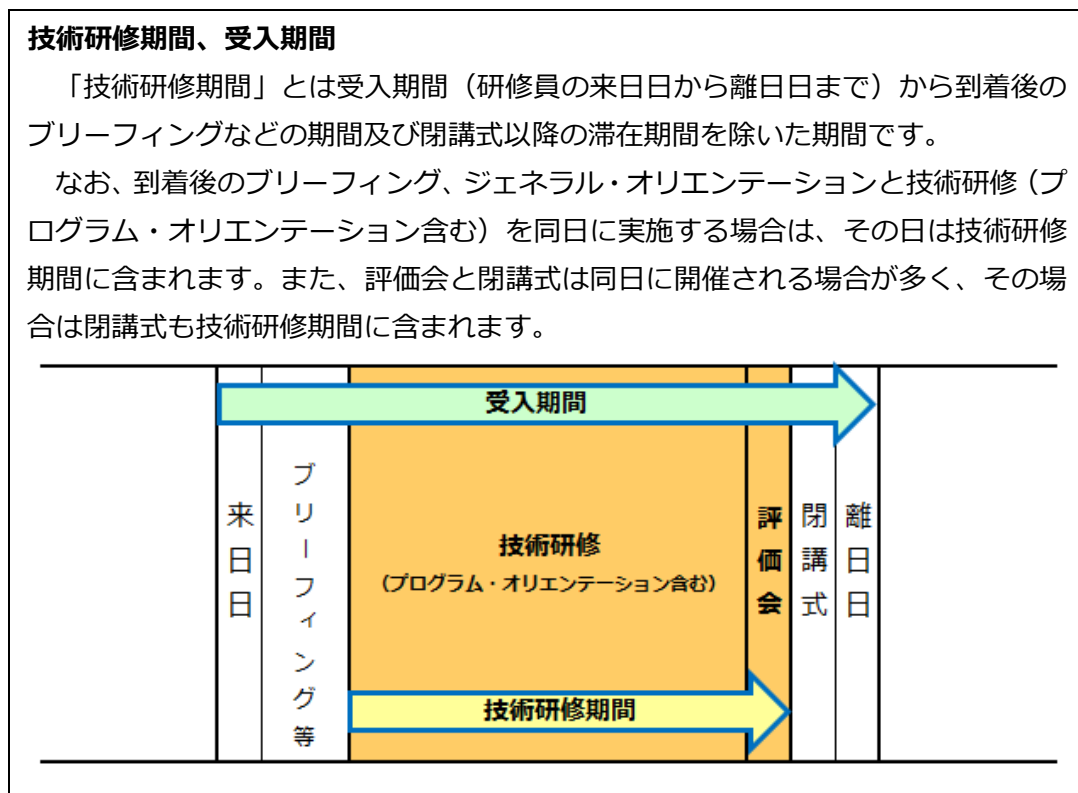 技術研修期間、受入期間
「技術研修期間」とは受入期間（研修員の来日日から離日日まで）から到着後の
ブリーフィングなどの期間及び閉講式以降の滞在期間を除いた期間です。
なお、到着後のブリーフィング、ジェネラル・オリエンテーションと技術研修（プ
ログラム・オリエンテーション含む）を同日に実施する場合は、その日は技術研修
期間に含まれます。また、評価会と閉講式は同日に開催される場合が多く、その場
合は閉講式も技術研修期間に含まれます。
受入期間
来日日
ブリーフィング等
技術研修
（プログラム・オリエンテーション含む）
評価会
閉講式
離日日
技術研修期間